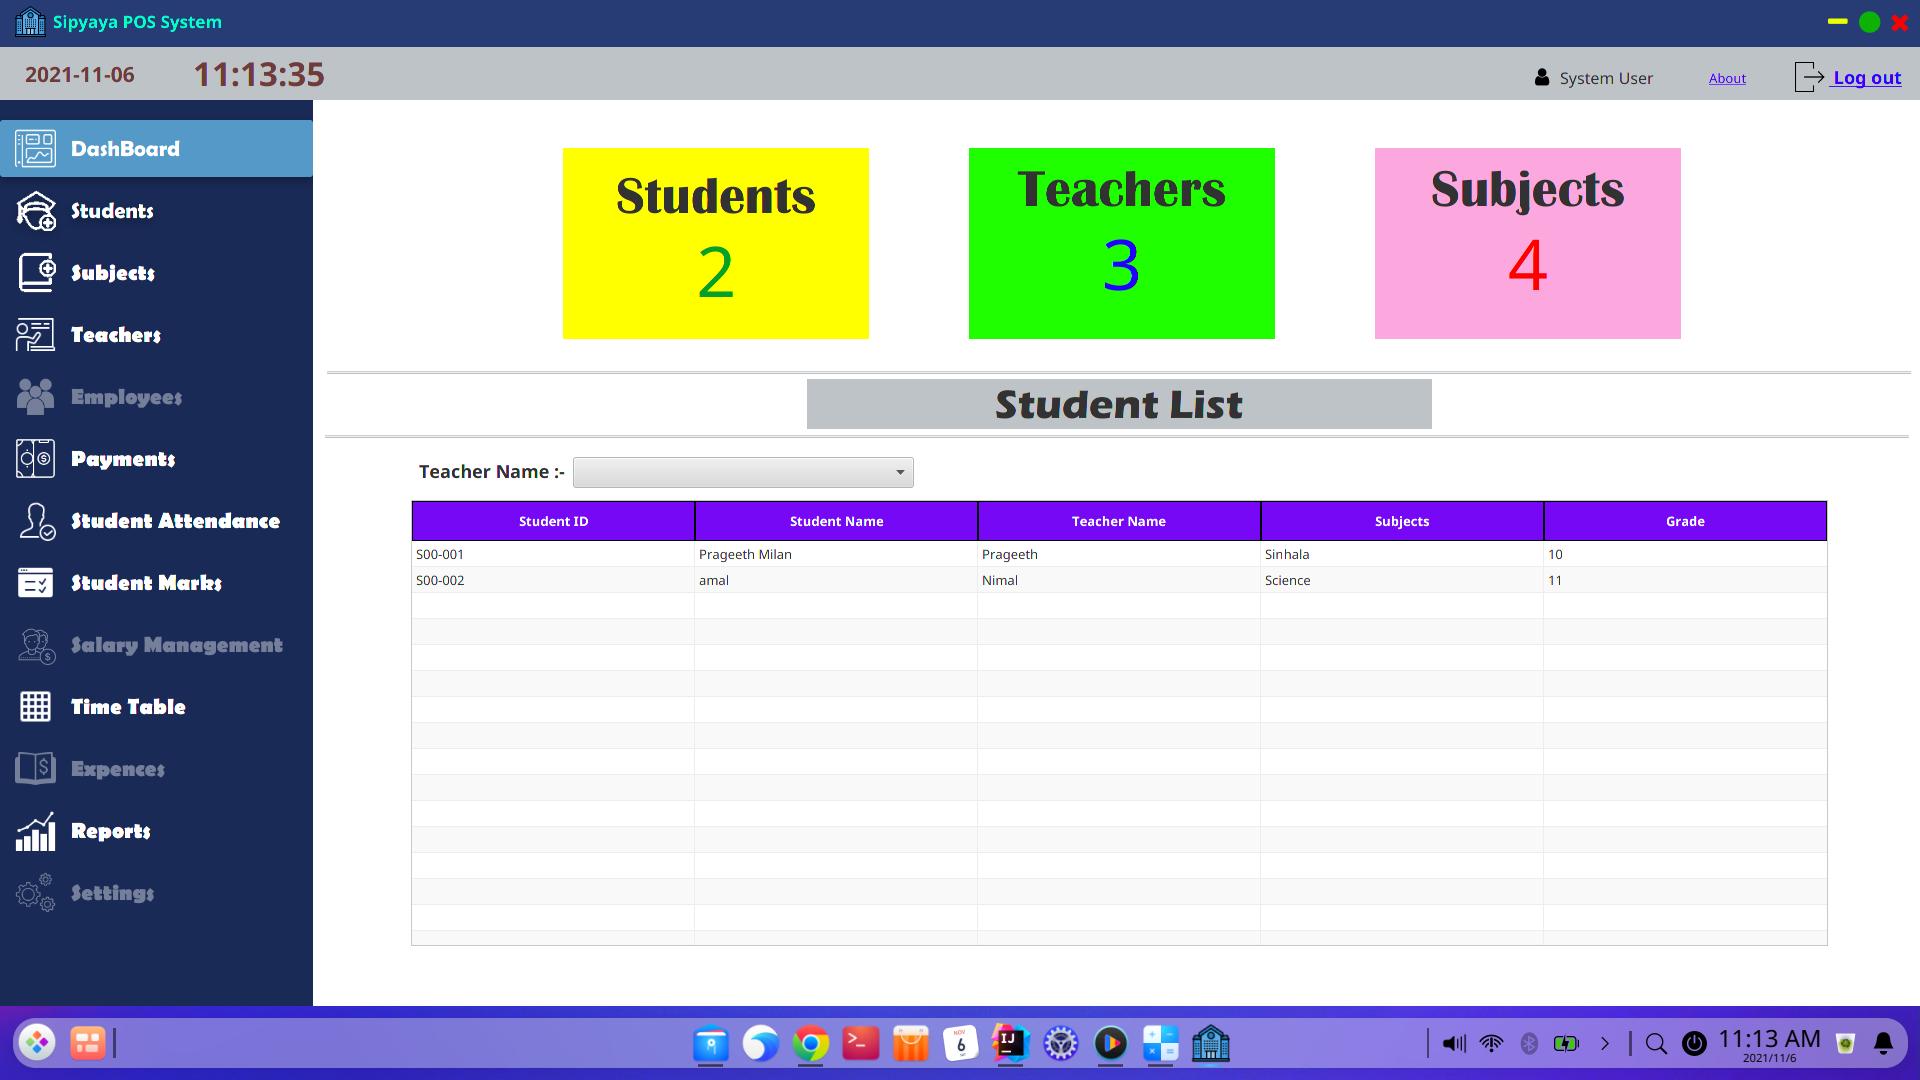 Sipyaya POS System
2021-11-06 11:13:35 System User About Log out
DashBoard
Students
Subjects
Teachers
Employees
Payments
Student Attendance
Student Marks
Salary Management
Time Table
Expences
Reports
Settings
Students
2
Teachers
3
Subjects
4
Student List
Teacher Name :-
Student ID Student Name Teacher Name Subjects Grade
S00-001 Prageeth Milan Prageeth Sinhala 10
S00-002 amal Nimal Science 11
NOV
6
IJ
11:13 AM
2021/11/6